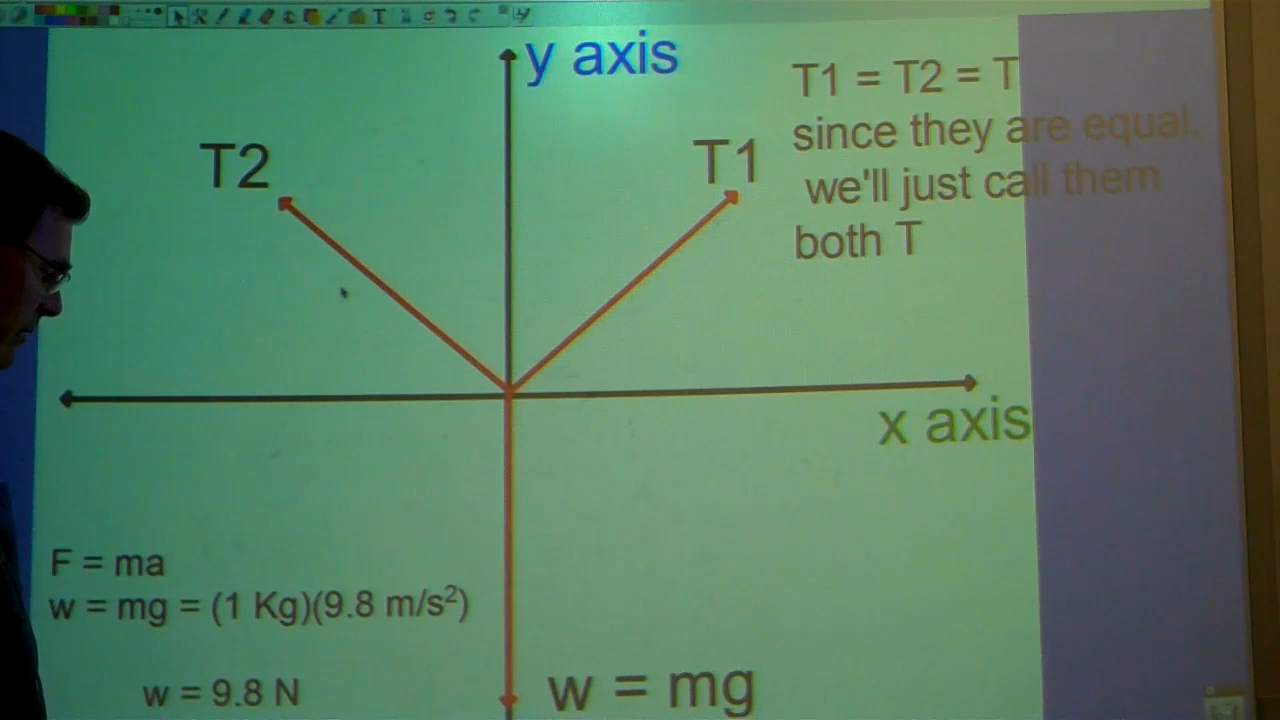 y axis
T1 = T2 = T
since they are equal,
we'll just call them
both T
T2
T1
x axis
F = ma
w = mg = (1 Kg)(9.8 m/s²)
w = 9.8 N
w = mg